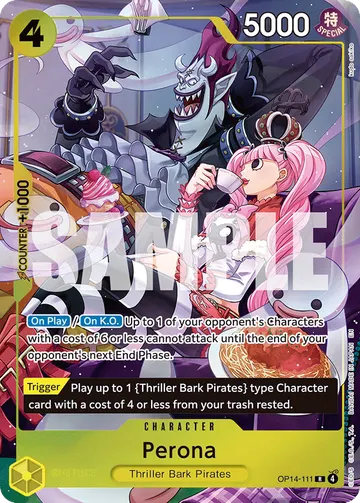 4
5000
特
SPECIAL
COUNTER +1000
SAMPLE
On Play / On K.O. Up to 1 of your opponent's Characters
with a cost of 6 or less cannot attack until the end of your
opponent's next End Phase.
Trigger Play up to 1 {Thriller Bark Pirates} type Character
card with a cost of 4 or less from your trash rested.
CHARACTER
Perona
Thriller Bark Pirates
OP14-111 R 4